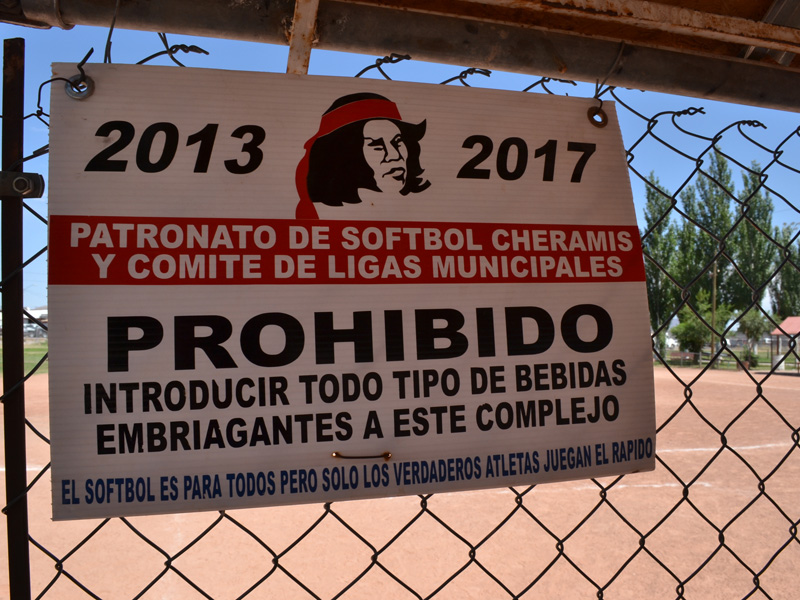 2013 2017
PATRONATO DE SOFTBOL CHERAMIS
Y COMITE DE LIGAS MUNICIPALES
PROHIBIDO
INTRODUCIR TODO TIPO DE BEBIDAS
EMBRIAGANTES A ESTE COMPLEJO
EL SOFTBOL ES PARA TODOS PERO SOLO LOS VERDADEROS ATLETAS JUEGAN EL RAPIDO